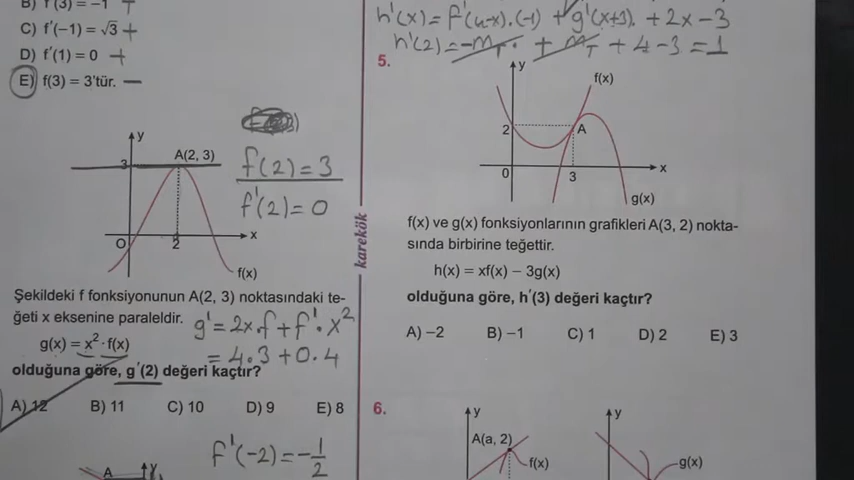 B) f'(3) = -1 +
C) f'(-1) = √3 +
D) f'(1) = 0 +
E) f(3) = 3'tür. —
y
A(2, 3)
3
O
2
x
f(x)
f(2) = 3
f'(2) = 0
Şekildeki f fonksiyonunun A(2, 3) noktasındaki te-
ğeti x eksenine paraleldir.
g' = 2x.f + f'.x²
g(x) = x² · f(x)
= 4.3 + 0.4
olduğuna göre, g'(2) değeri kaçtır?
A) 12 B) 11 C) 10 D) 9 E) 8
f'(-2) = -1/2
A
y
karekök
h'(x) = f'(4-x).(-1) + g'(x+3). + 2x - 3
h'(2) = -mT. + mT + 4 - 3 = 1
5.
y
f(x)
2
A
0
3
x
g(x)
f(x) ve g(x) fonksiyonlarının grafikleri A(3, 2) nokta-
sında birbirine teğettir.
h(x) = xf(x) – 3g(x)
olduğuna göre, h'(3) değeri kaçtır?
A) –2 B) –1 C) 1 D) 2 E) 3
6.
y
A(a, 2)
f(x)
y
g(x)